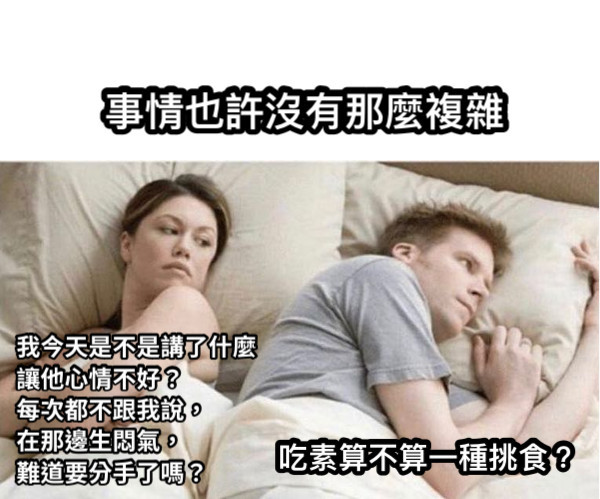 事情也許沒有那麼複雜
我今天是不是講了什麼
讓他心情不好？
每次都不跟我說，
在那邊生悶氣，
難道要分手了嗎？
吃素算不算一種挑食？